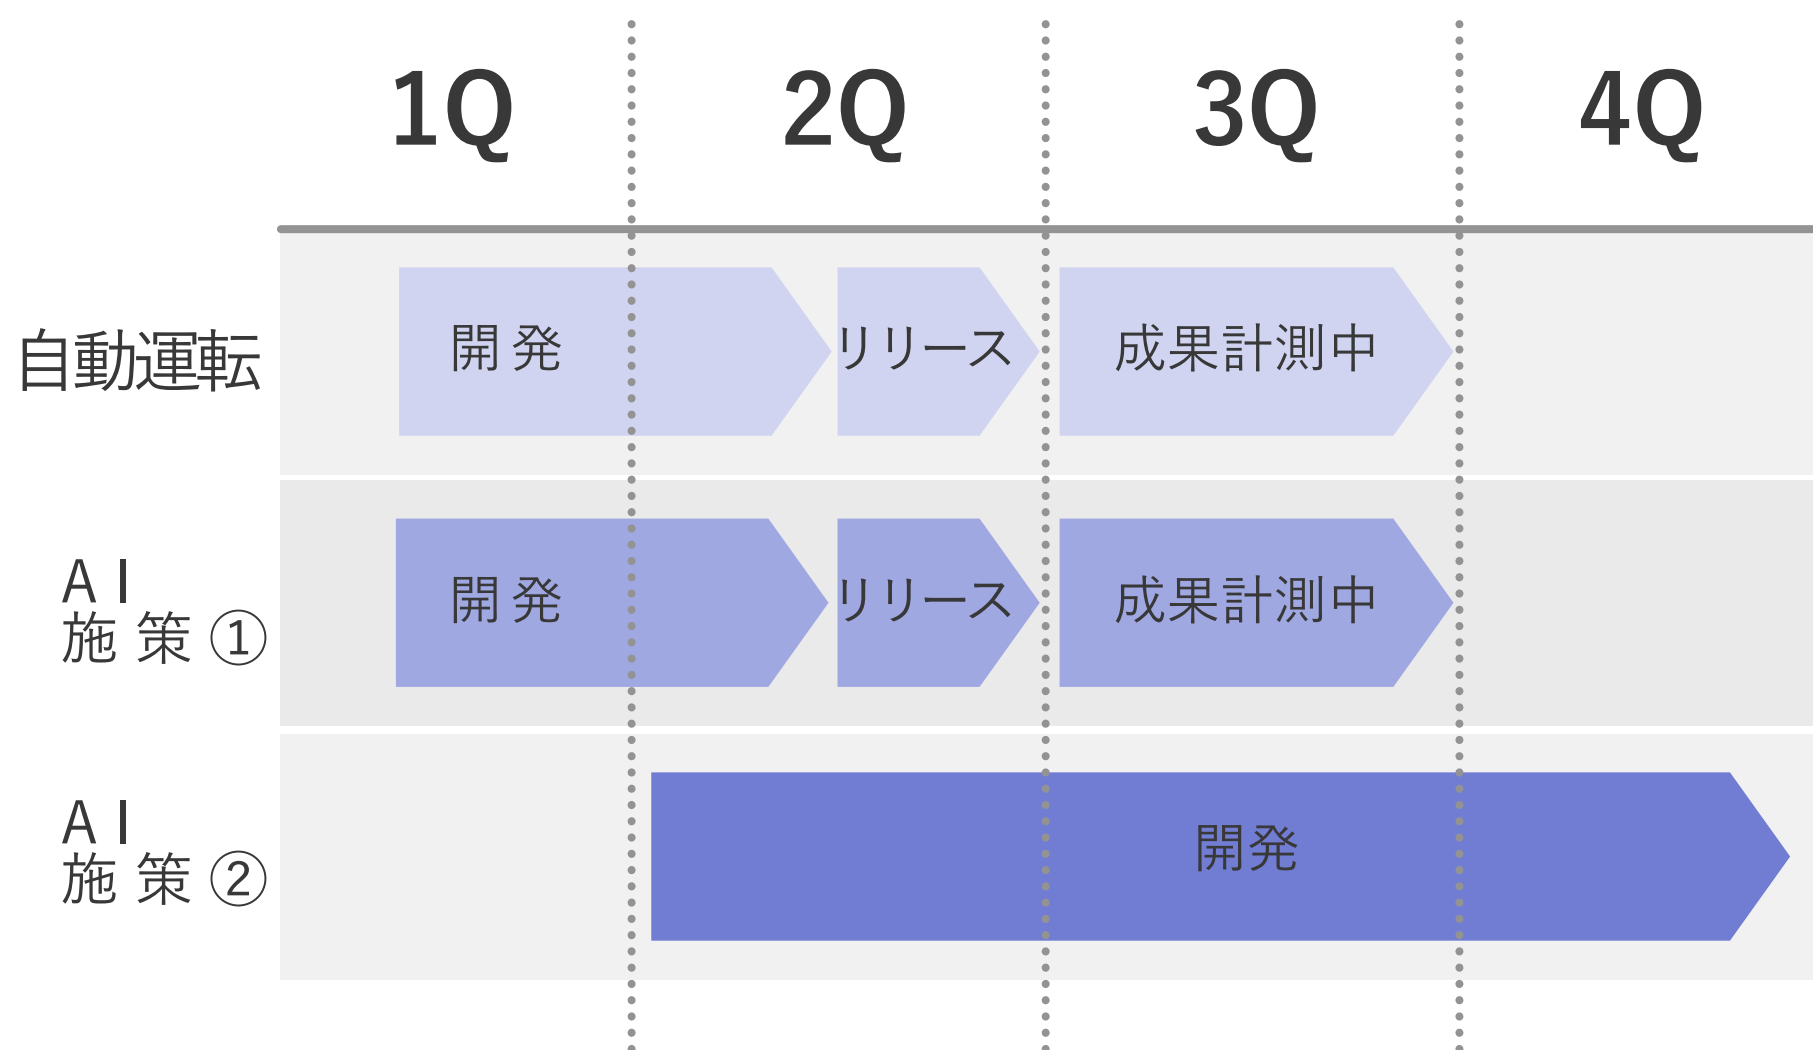 1Q 2Q 3Q 4Q
自動運転
開発 リリース 成果計測中
AI
施策①
開発 リリース 成果計測中
AI
施策②
開発